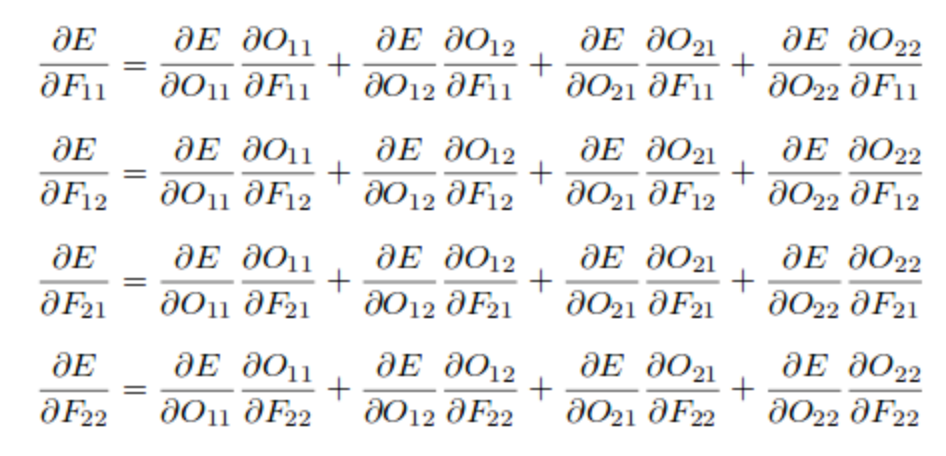 ∂E/∂F₁₁ = ∂E/∂O₁₁ ∂O₁₁/∂F₁₁ + ∂E/∂O₁₂ ∂O₁₂/∂F₁₁ + ∂E/∂O₂₁ ∂O₂₁/∂F₁₁ + ∂E/∂O₂₂ ∂O₂₂/∂F₁₁
∂E/∂F₁₂ = ∂E/∂O₁₁ ∂O₁₁/∂F₁₂ + ∂E/∂O₁₂ ∂O₁₂/∂F₁₂ + ∂E/∂O₂₁ ∂O₂₁/∂F₁₂ + ∂E/∂O₂₂ ∂O₂₂/∂F₁₂
∂E/∂F₂₁ = ∂E/∂O₁₁ ∂O₁₁/∂F₂₁ + ∂E/∂O₁₂ ∂O₁₂/∂F₂₁ + ∂E/∂O₂₁ ∂O₂₁/∂F₂₁ + ∂E/∂O₂₂ ∂O₂₂/∂F₂₁
∂E/∂F₂₂ = ∂E/∂O₁₁ ∂O₁₁/∂F₂₂ + ∂E/∂O₁₂ ∂O₁₂/∂F₂₂ + ∂E/∂O₂₁ ∂O₂₁/∂F₂₂ + ∂E/∂O₂₂ ∂O₂₂/∂F₂₂